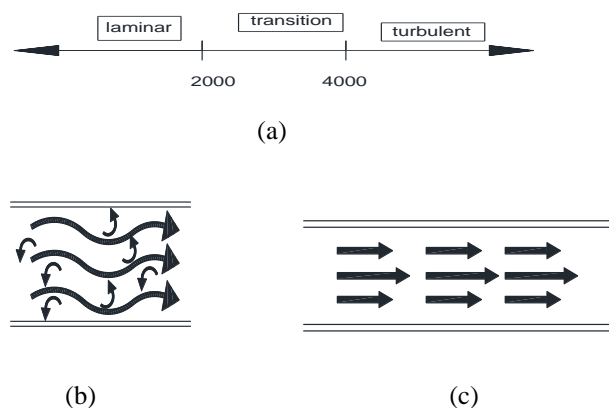 laminar
transition
turbulent
2000
4000
(a)
(b)
(c)